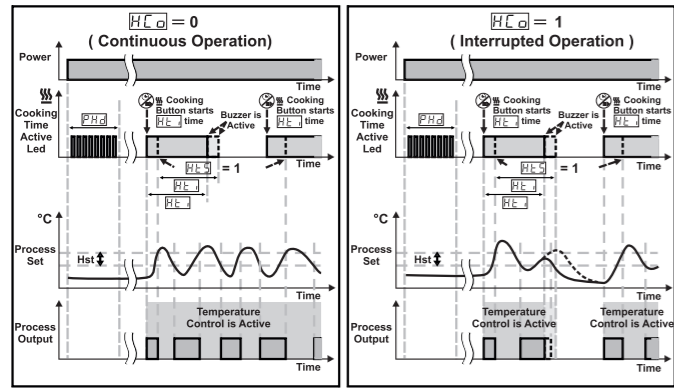 HCo = 0
( Continuous Operation)
Power
Time
Cooking
Time
Active
Led
PHd
Cooking
Button starts
time
Ht i
Buzzer is
Active
Cooking
Button starts
time
Ht i
HtS = 1
Ht i
Ht i
Time
°C
Process
Set
Hst
Time
Process
Output
Temperature
Control is Active
Time
HCo = 1
( Interrupted Operation )
Power
Time
Cooking
Time
Active
Led
PHd
Cooking
Button starts
time
Ht i
Buzzer is
Active
Cooking
Button starts
time
Ht i
HtS = 1
Ht i
Ht i
Time
°C
Process
Set
Hst
Time
Process
Output
Temperature
Control is Active
Temperature
Control is Active
Time